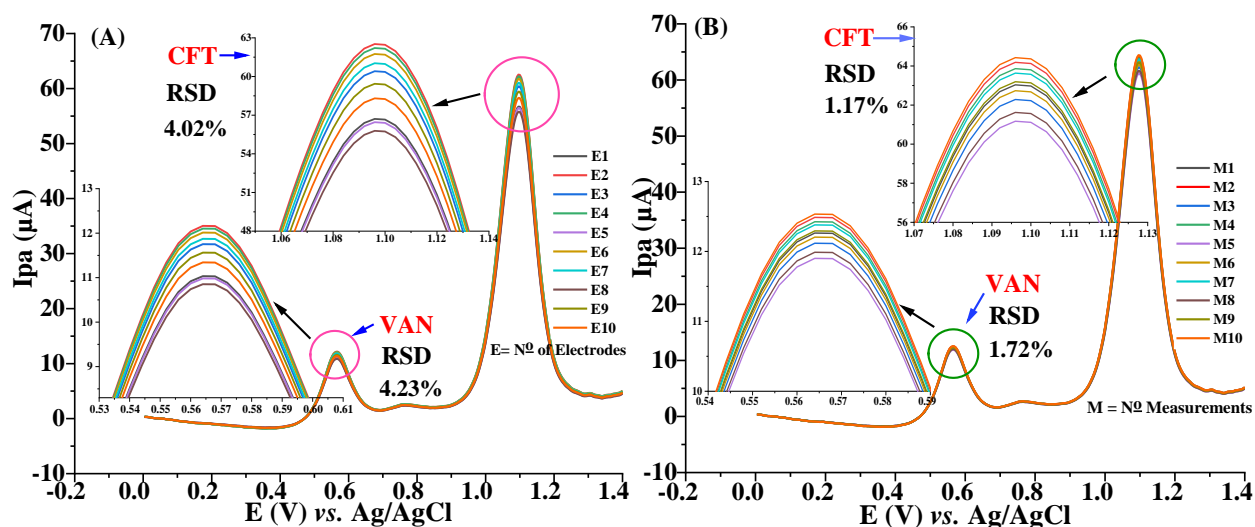 (A)
Ipa (µA)
70
60
50
40
30
20
10
0
-10
-0.2 0.0 0.2 0.4 0.6 0.8 1.0 1.2 1.4
E (V) vs. Ag/AgCl
CFT
RSD
4.02%
63
60
57
54
51
48
1.06 1.08 1.10 1.12 1.14
13
12
11
10
9
0.53 0.54 0.55 0.56 0.57 0.58 0.59 0.60 0.61
VAN
RSD
4.23%
E1
E2
E3
E4
E5
E6
E7
E8
E9
E10
E= Nº of Electrodes
(B)
Ipa (µA)
70
60
50
40
30
20
10
0
-10
-0.2 0.0 0.2 0.4 0.6 0.8 1.0 1.2 1.4
E (V) vs. Ag/AgCl
CFT
RSD
1.17%
66
65
64
63
62
61
60
59
58
57
56
1.07 1.08 1.09 1.10 1.11 1.12 1.13
13
12
11
10
0.54 0.55 0.56 0.57 0.58 0.59
VAN
RSD
1.72%
M1
M2
M3
M4
M5
M6
M7
M8
M9
M10
M = Nº Measurements